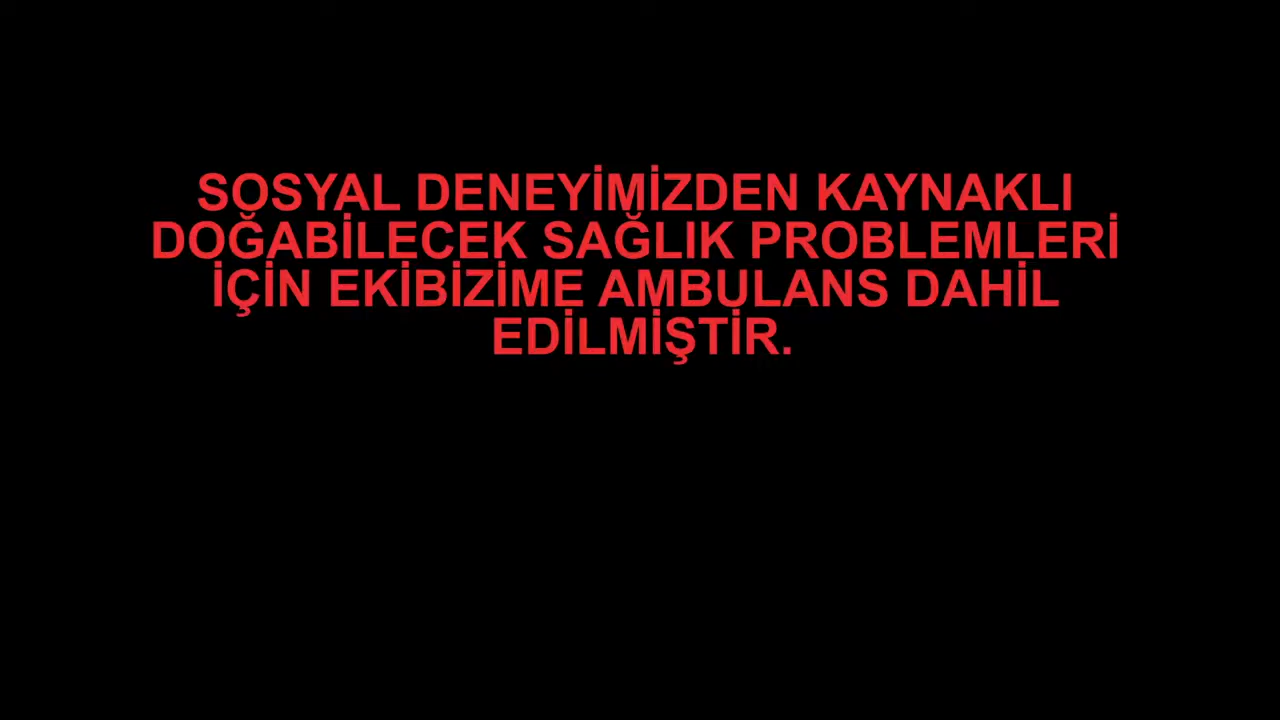 SOSYAL DENEYİMİZDEN KAYNAKLI
DOĞABİLECEK SAĞLIK PROBLEMLERİ
İÇİN EKİBİZİME AMBULANS DAHİL
EDİLMİŞTİR.